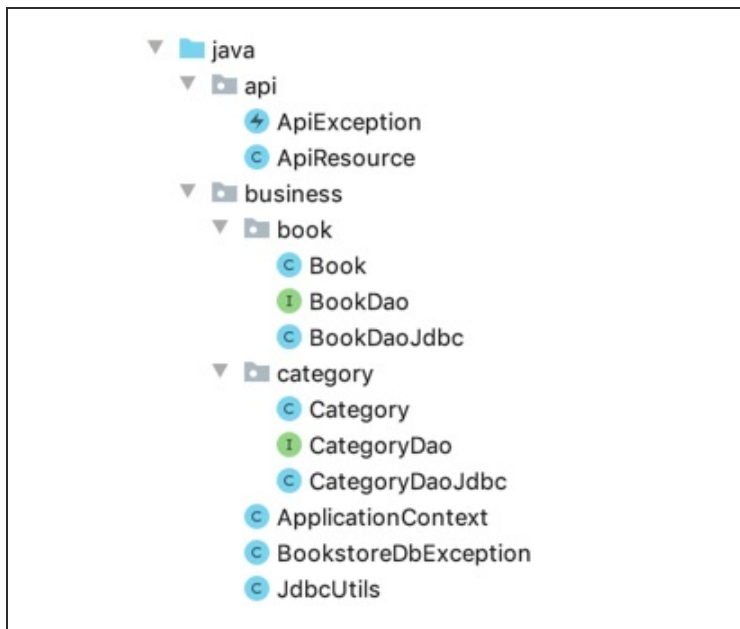 java
api
ApiException
C ApiResource
business
book
C Book
I BookDao
C BookDaoJdbc
category
C Category
I CategoryDao
C CategoryDaoJdbc
C ApplicationContext
C BookstoreDbException
C JdbcUtils